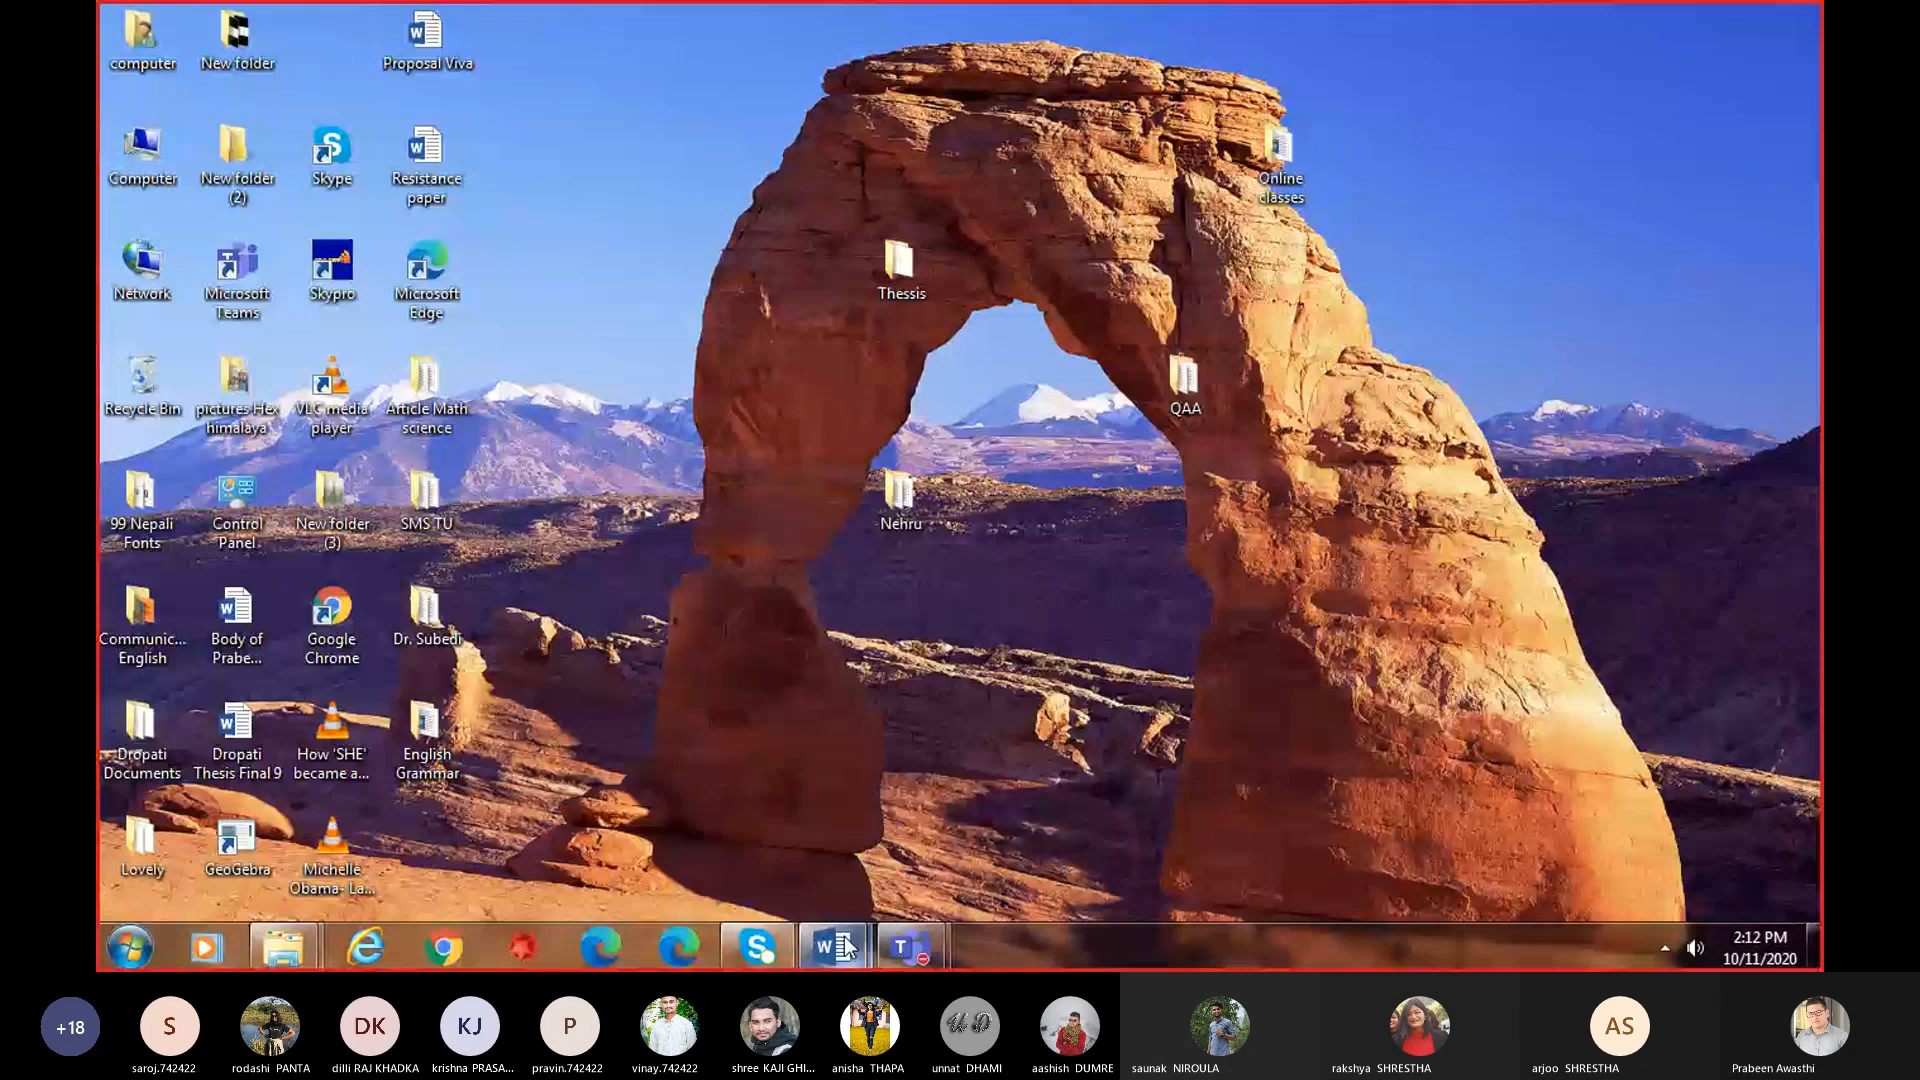 computer
New folder
Proposal Viva
Computer
New folder
(2)
Skype
Resistance
paper
Online
classes
Network
Microsoft
Teams
Skypro
Microsoft
Edge
Thessis
Recycle Bin
pictures Hex
himalaya
VLC media
player
Article Math
science
QAA
99 Nepali
Fonts
Control
Panel
New folder
(3)
SMS TU
Nehru
Communic...
English
Body of
Prabe...
Google
Chrome
Dr. Subedi
Dropati
Documents
Dropati
Thesis Final 9
How 'SHE'
became a...
English
Grammar
Lovely
GeoGebra
Michelle
Obama- La...
2:12 PM
10/11/2020
+18
S
DK
KJ
P
U D
AS
saroj.742422
rodashi PANTA
dilli RAJ KHADKA
krishna PRASA...
pravin.742422
vinay.742422
shree KAJI GHI...
anisha THAPA
unnat DHAMI
aashish DUMRE
saunak NIROULA
rakshya SHRESTHA
arjoo SHRESTHA
Prabeen Awasthi